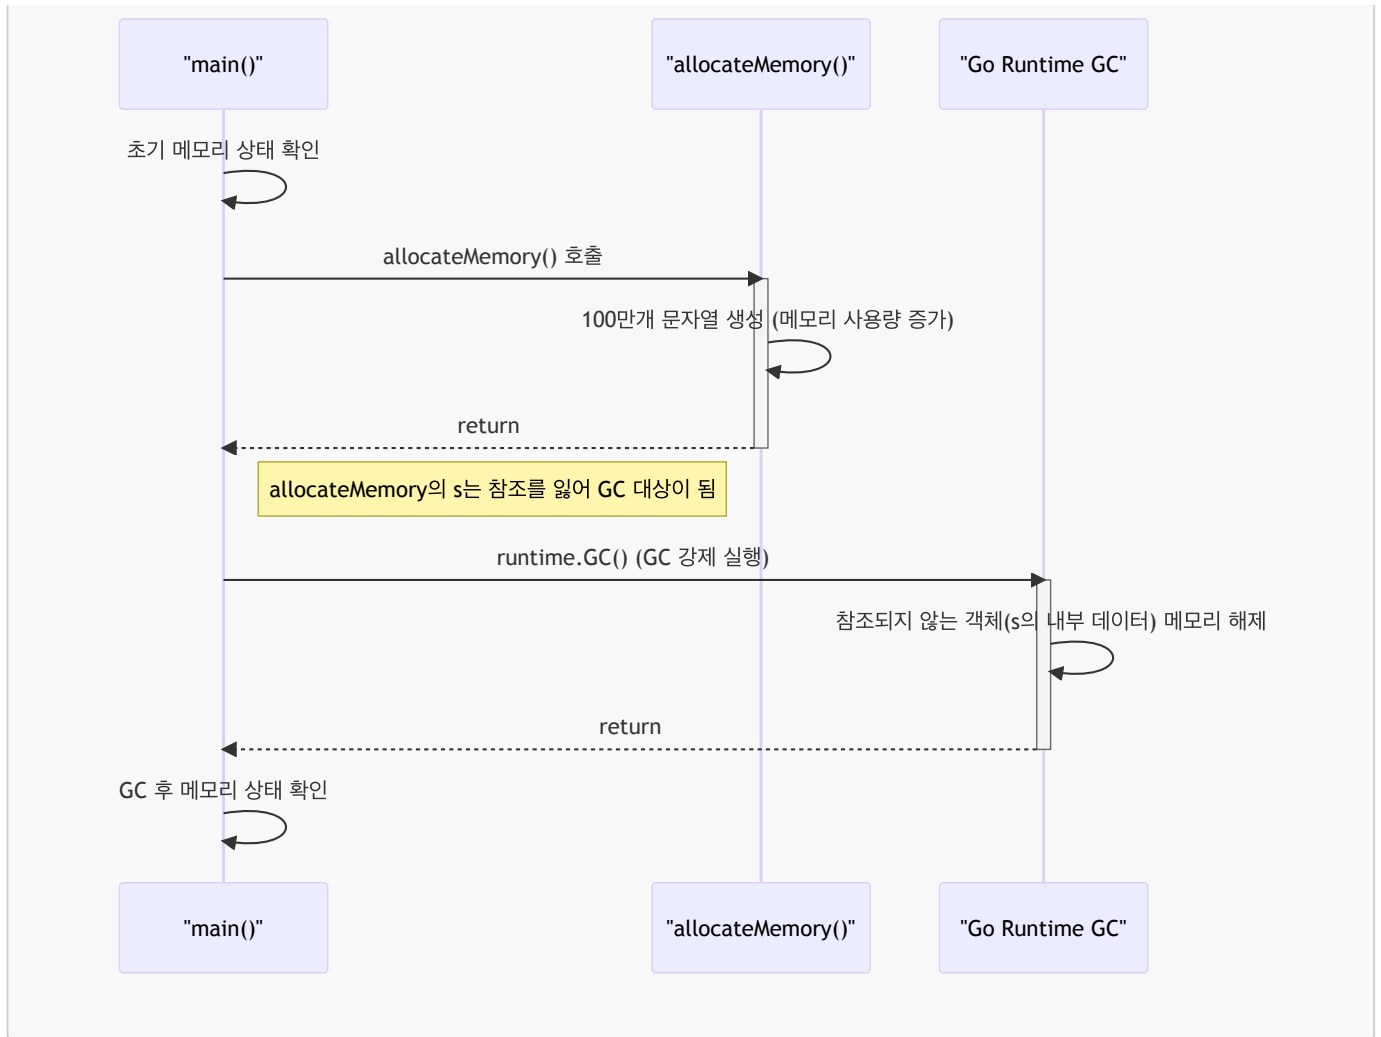 "main()"
"allocateMemory()"
"Go Runtime GC"
초기 메모리 상태 확인
allocateMemory() 호출
100만개 문자열 생성 (메모리 사용량 증가)
return
allocateMemory의 s는 참조를 잃어 GC 대상이 됨
runtime.GC() (GC 강제 실행)
참조되지 않는 객체(s의 내부 데이터) 메모리 해제
return
GC 후 메모리 상태 확인
"main()"
"allocateMemory()"
"Go Runtime GC"